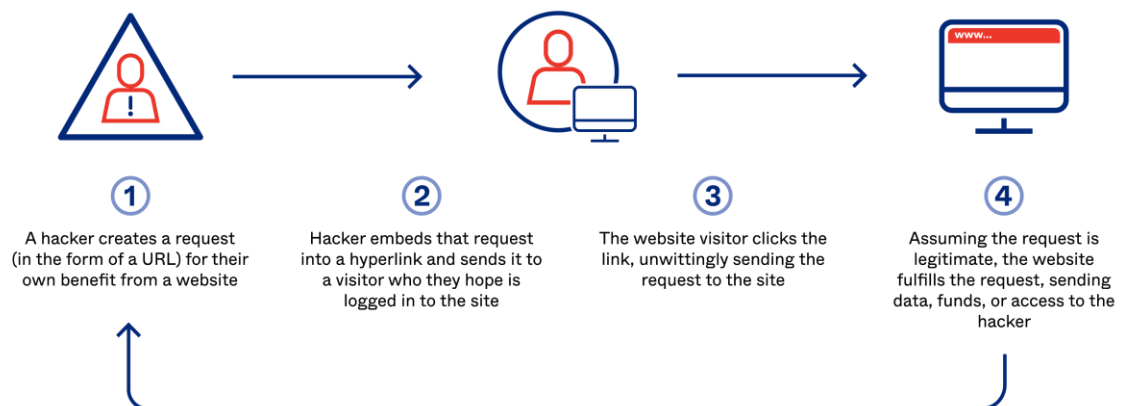 www...
1
A hacker creates a request
(in the form of a URL) for their
own benefit from a website
2
Hacker embeds that request
into a hyperlink and sends it to
a visitor who they hope is
logged in to the site
3
The website visitor clicks the
link, unwittingly sending the
request to the site
4
Assuming the request is
legitimate, the website
fulfills the request, sending
data, funds, or access to the
hacker